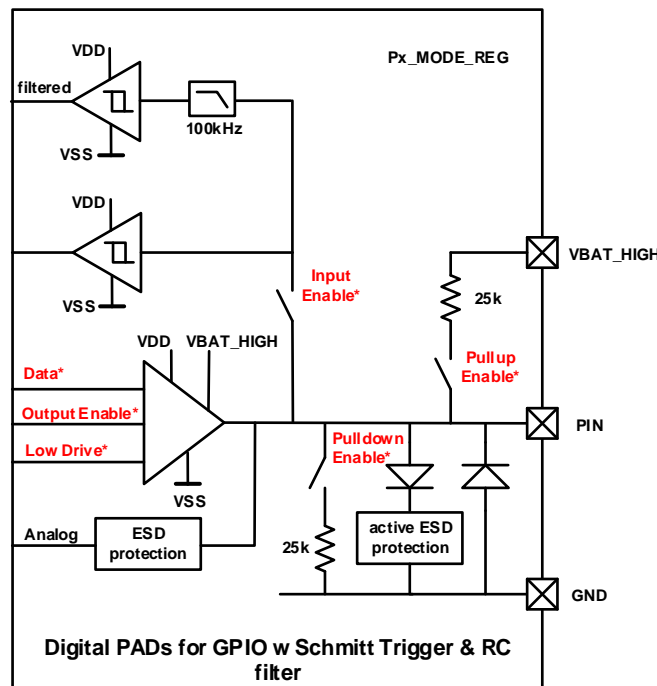 VDD
Px_MODE_REG
filtered
100kHz
VSS
VDD
VBAT_HIGH
Input
Enable*
25k
VSS
VDD
VBAT_HIGH
Pullup
Enable*
Data*
Output Enable*
PIN
Pulldown
Enable*
Low Drive*
VSS
Analog
ESD
protection
25k
active ESD
protection
GND
Digital PADs for GPIO w Schmitt Trigger & RC
filter